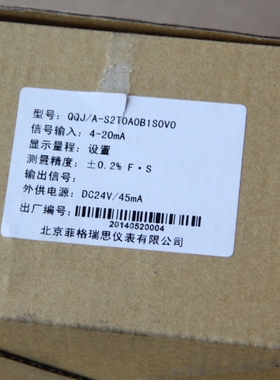 型号: QQJ/A-S2T0A0B1S0V0
信号输入: 4-20mA
显示量程: 设置
测量精度: ±0.2% F·S
输出信号:
外供电源: DC24V/45mA
出厂编号:
20140520004
北京菲格瑞思仪表有限公司